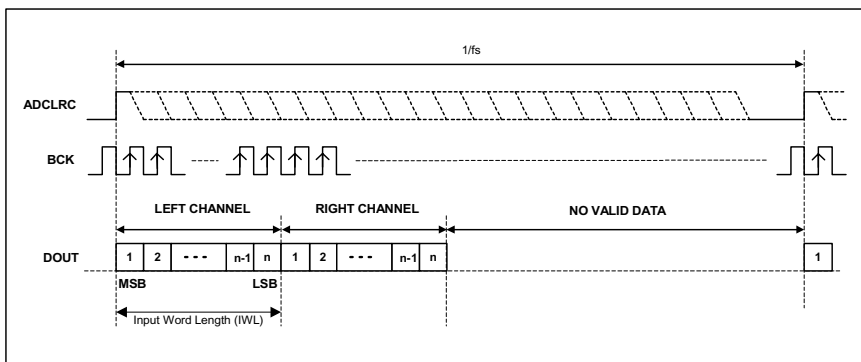 1/fs
ADCLRC
BCK
LEFT CHANNEL
RIGHT CHANNEL
NO VALID DATA
DOUT
1 2 n-1 n 1 2 n-1 n 1
MSB
LSB
Input Word Length (IWL)